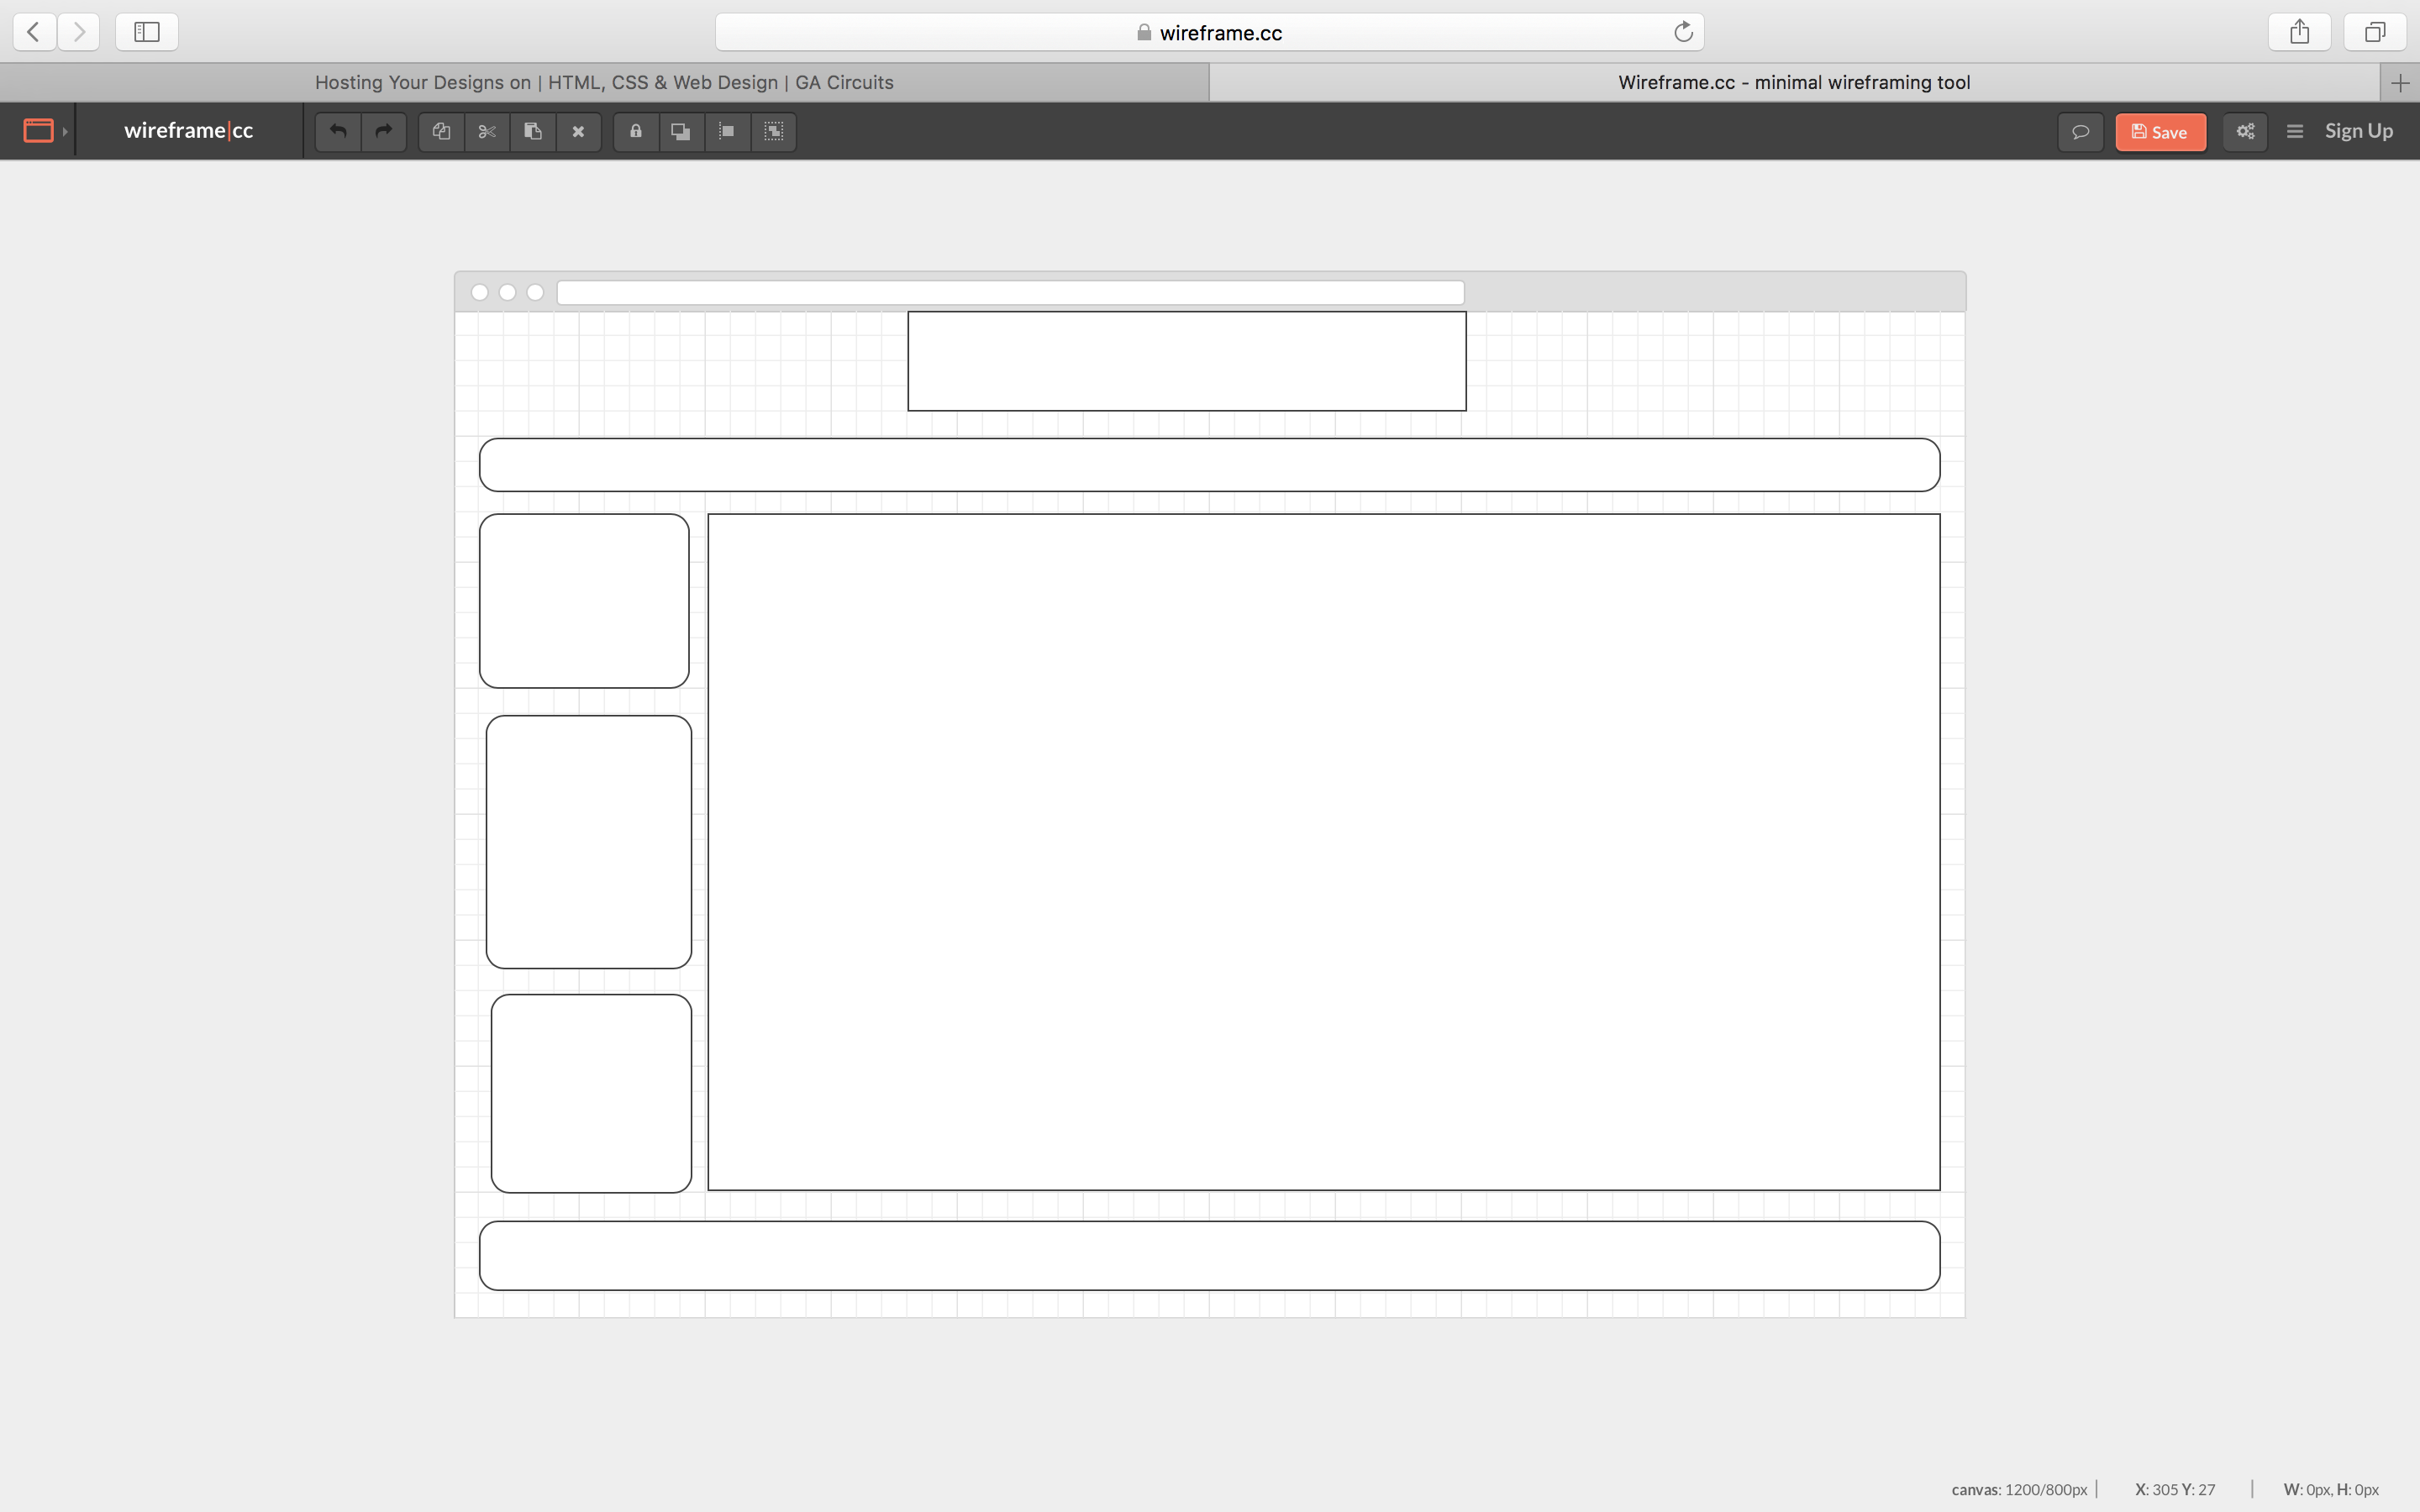 wireframe.cc
Hosting Your Designs on | HTML, CSS & Web Design | GA Circuits
Wireframe.cc - minimal wireframing tool
wireframe|cc
Save
Sign Up
canvas: 1200/800px | X: 305 Y: 27 | W: 0px, H: 0px